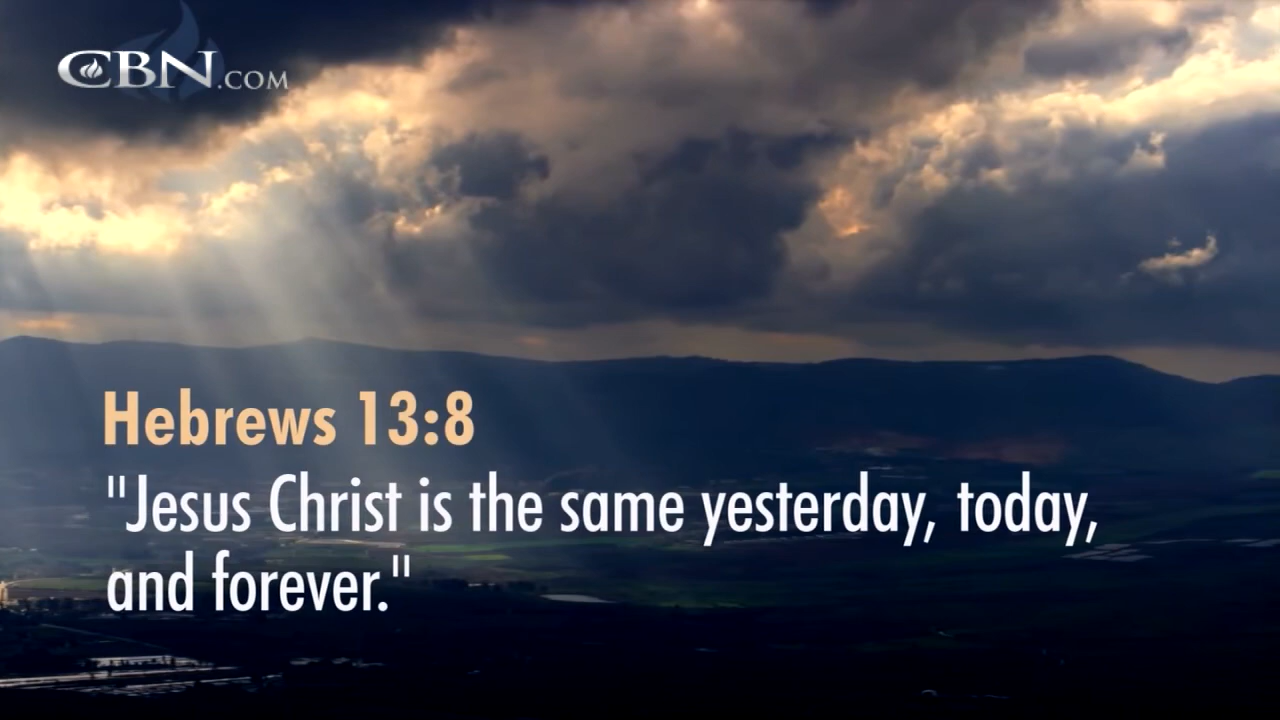 CBN.COM
Hebrews 13:8
"Jesus Christ is the same yesterday, today,
and forever."